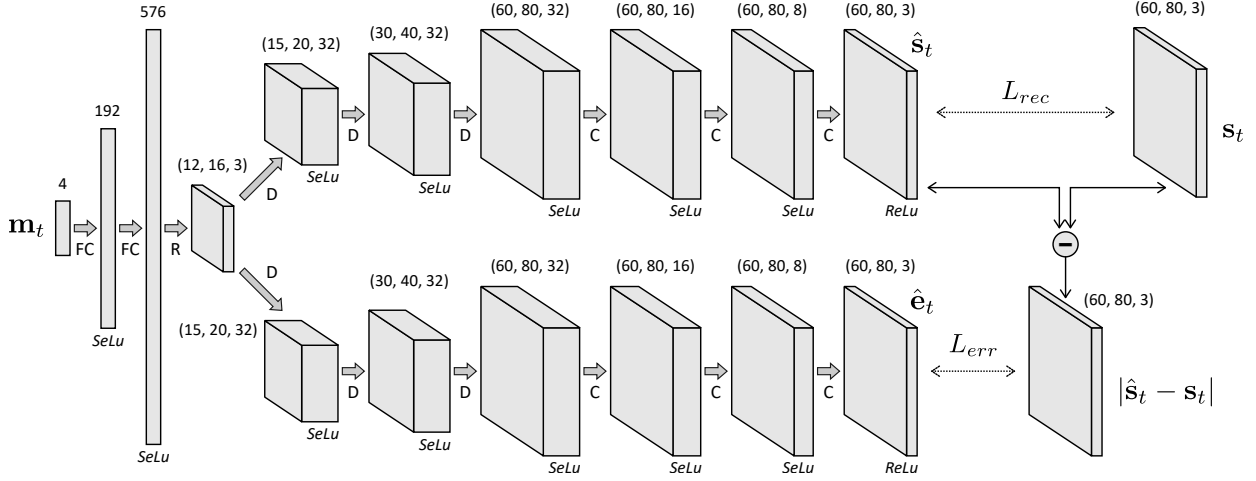 576
(60, 80, 32) (60, 80, 16) (60, 80, 8) (60, 80, 3) (60, 80, 3)
(15, 20, 32) (30, 40, 32) ŝ_t
192 L_rec
D D C C C s_t
(12, 16, 3)
4 SeLu SeLu
D SeLu SeLu SeLu ReLu
m_t
FC FC R −
D
(60, 80, 32) (60, 80, 16) (60, 80, 8) (60, 80, 3)
(30, 40, 32) ê_t (60, 80, 3)
(15, 20, 32)
SeLu L_err
D D C C C |ŝ_t − s_t|
SeLu SeLu
SeLu SeLu SeLu SeLu ReLu